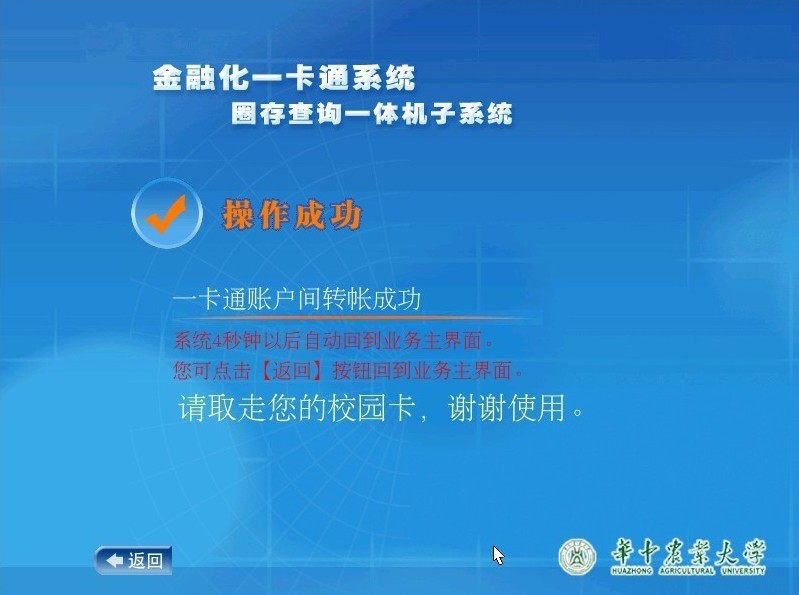 金融化一卡通系统
圈存查询一体机子系统
操作成功
一卡通账户间转帐成功
系统4秒钟以后自动回到业务主界面。
您可点击【返回】按钮回到业务主界面。
请取走您的校园卡，谢谢使用。
返回
华中农业大学
HUAZHONG AGRICULTURAL UNIVERSITY